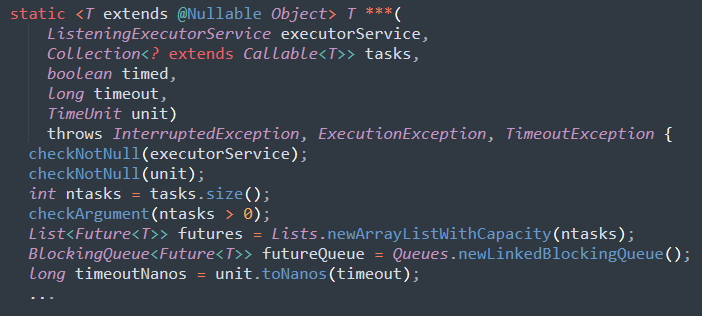 static <T extends @Nullable Object> T ***(
ListeningExecutorService executorService,
Collection<? extends Callable<T>> tasks,
boolean timed,
long timeout,
TimeUnit unit)
throws InterruptedException, ExecutionException, TimeoutException {
checkNotNull(executorService);
checkNotNull(unit);
int ntasks = tasks.size();
checkArgument(ntasks > 0);
List<Future<T>> futures = Lists.newArrayListWithCapacity(ntasks);
BlockingQueue<Future<T>> futureQueue = Queues.newLinkedBlockingQueue();
long timeoutNanos = unit.toNanos(timeout);
...